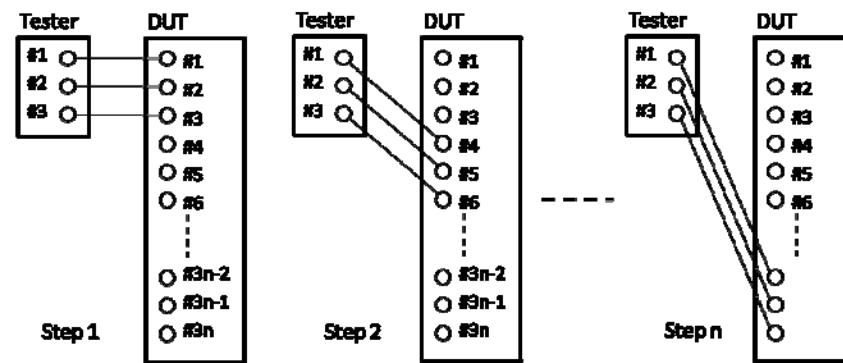 Tester DUT
#1 #1
#2 #2
#3 #3
#4
#5
#6
#3n-2
#3n-1
#3n
Step 1
Tester DUT
#1 #1
#2 #2
#3 #3
#4
#5
#6
#3n-2
#3n-1
#3n
Step 2
Tester DUT
#1 #1
#2 #2
#3 #3
#4
#5
#6
Step n